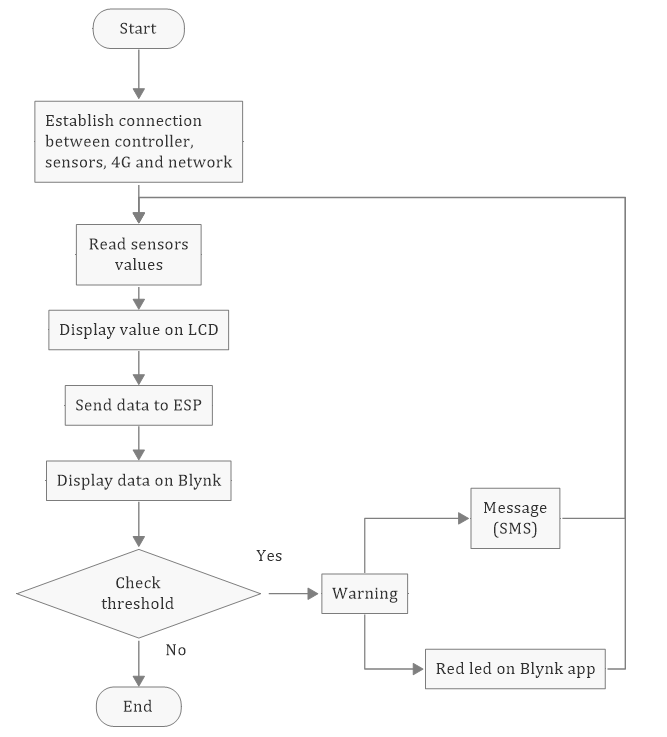 Start
Establish connection
between controller,
sensors, 4G and network
Read sensors
values
Display value on LCD
Send data to ESP
Display data on Blynk
Check
threshold
Yes
No
End
Warning
Message
(SMS)
Red led on Blynk app